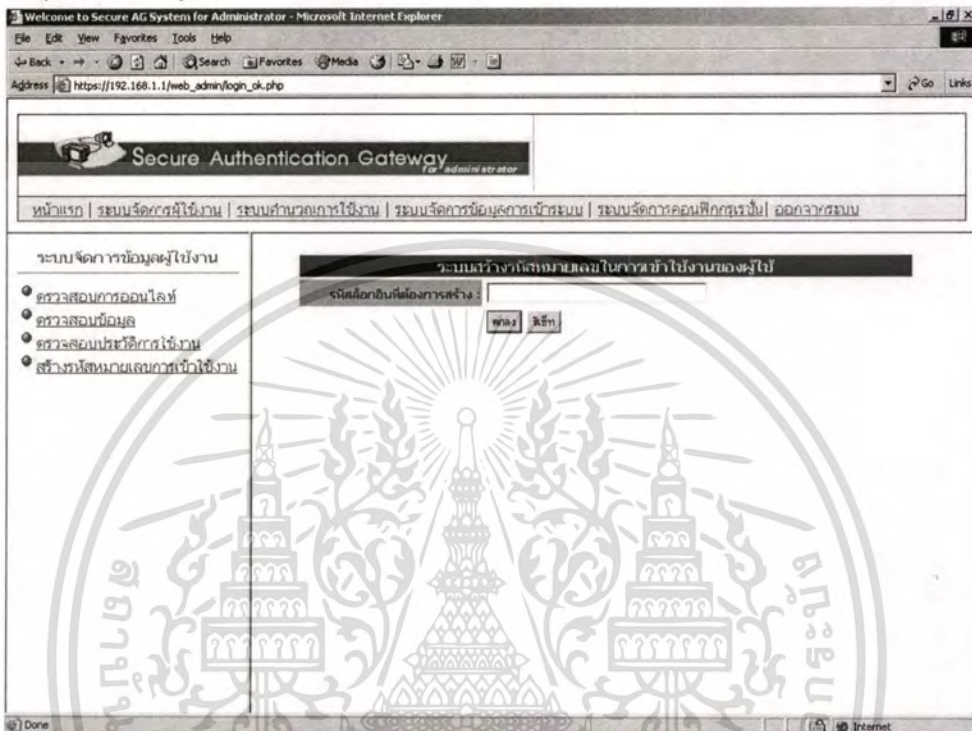 Welcome to Secure AG System for Administrator - Microsoft Internet Explorer
File Edit View Favorites Tools Help
Back Search Favorites Media
Address https://192.168.1.1/web_admin/login_ok.php Go Links
Secure Authentication Gateway
for administrator
หน้าแรก | ระบบจัดการผู้ใช้งาน | ระบบคำนวณการใช้งาน | ระบบจัดการข้อมูลการเข้าระบบ | ระบบจัดการคอนฟิกกูเรชั่น| ออกจากระบบ
ระบบจัดการข้อมูลผู้ใช้งาน
ตรวจสอบการออนไลท์
ตรวจสอบข้อมูล
ตรวจสอบประวัติการใช้งาน
สร้างรหัสหมายเลขการเข้าใช้งาน
ระบบสร้างรหัสหมายเลขในการเข้าใช้งานของผู้ใช้
รหัสล็อกอินที่ต้องการสร้าง :
ตกลง รีเซ็ท
Done Internet